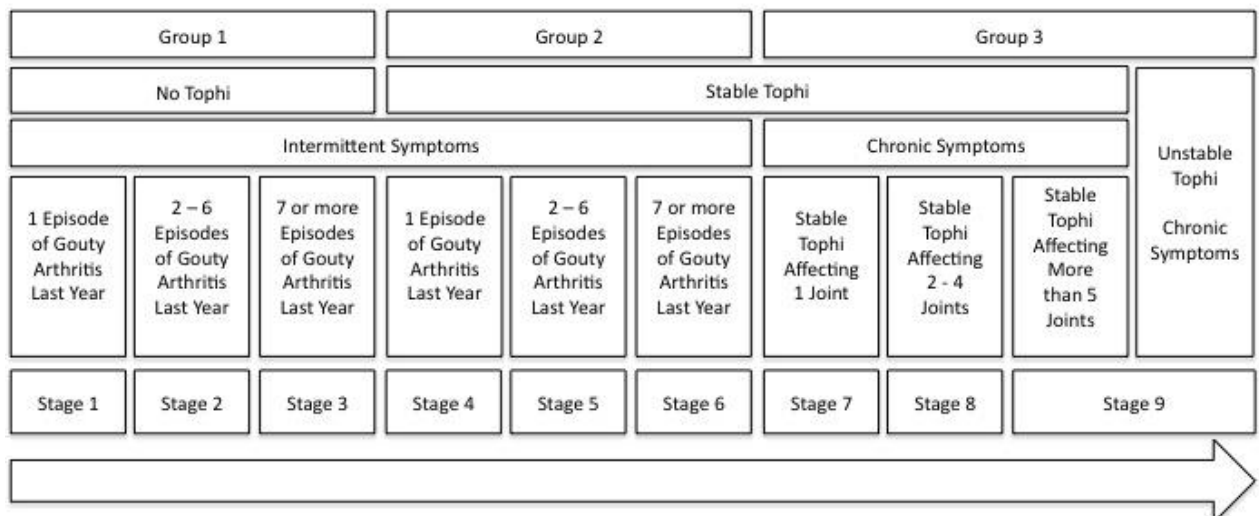 Group 1
Group 2
Group 3
No Tophi
Stable Tophi
Intermittent Symptoms
Chronic Symptoms
1 Episode
of Gouty
Arthritis
Last Year
2 – 6
Episodes
of Gouty
Arthritis
Last Year
7 or more
Episodes
of Gouty
Arthritis
Last Year
1 Episode
of Gouty
Arthritis
Last Year
2 – 6
Episodes
of Gouty
Arthritis
Last Year
7 or more
Episodes
of Gouty
Arthritis
Last Year
Stable
Tophi
Affecting
1 Joint
Stable
Tophi
Affecting
2 - 4
Joints
Stable
Tophi
Affecting
More
than 5
Joints
Unstable
Tophi
Chronic
Symptoms
Stage 1
Stage 2
Stage 3
Stage 4
Stage 5
Stage 6
Stage 7
Stage 8
Stage 9